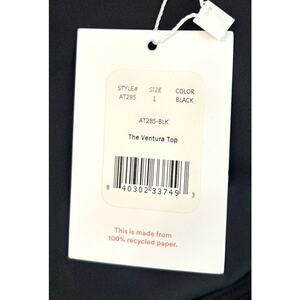 STYLE# SIZE COLOR
AT285 L BLACK
AT285-BLK
The Ventura Top
8 40302 33749 3
This is made from
100% recycled paper.